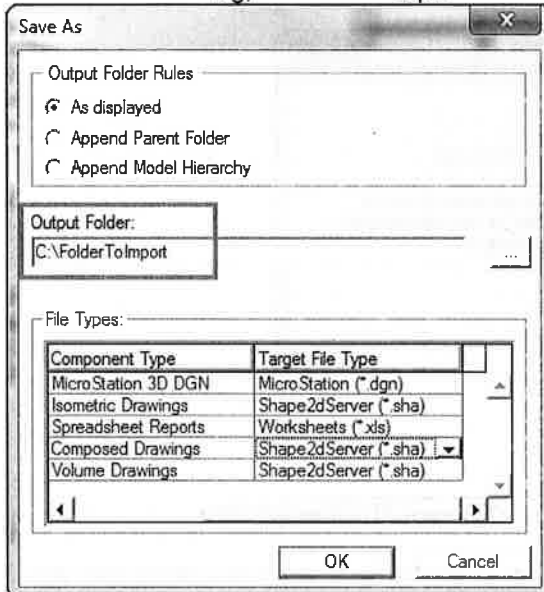 Save As
Output Folder Rules
As displayed
Append Parent Folder
Append Model Hierarchy
Output Folder:
C:\FolderToImport
...
File Types:
Component Type Target File Type
MicroStation 3D DGN MicroStation (*.dgn)
Isometric Drawings Shape2dServer (*.sha)
Spreadsheet Reports Worksheets (*.xls)
Composed Drawings Shape2dServer (*.sha)
Volume Drawings Shape2dServer (*.sha)
OK Cancel